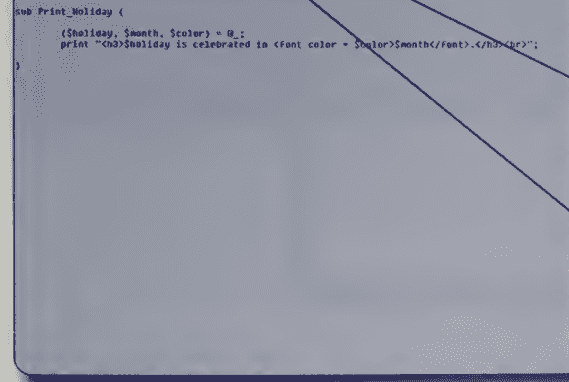 sub Print_Holiday {
($holiday, $month, $color) = @_;
print "<h3>$holiday is celebrated in <font color = $color>$month</font>.</h3><br>";
}